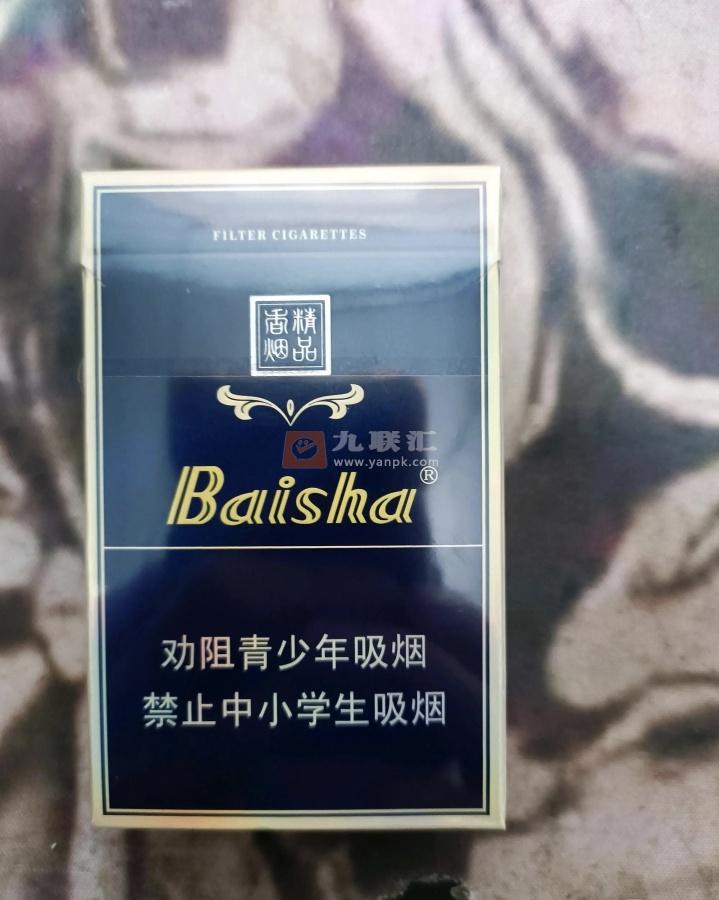 FILTER CIGARETTES
精品
香烟
九联汇
www.yanpk.com
Baisha®
劝阻青少年吸烟
禁止中小学生吸烟